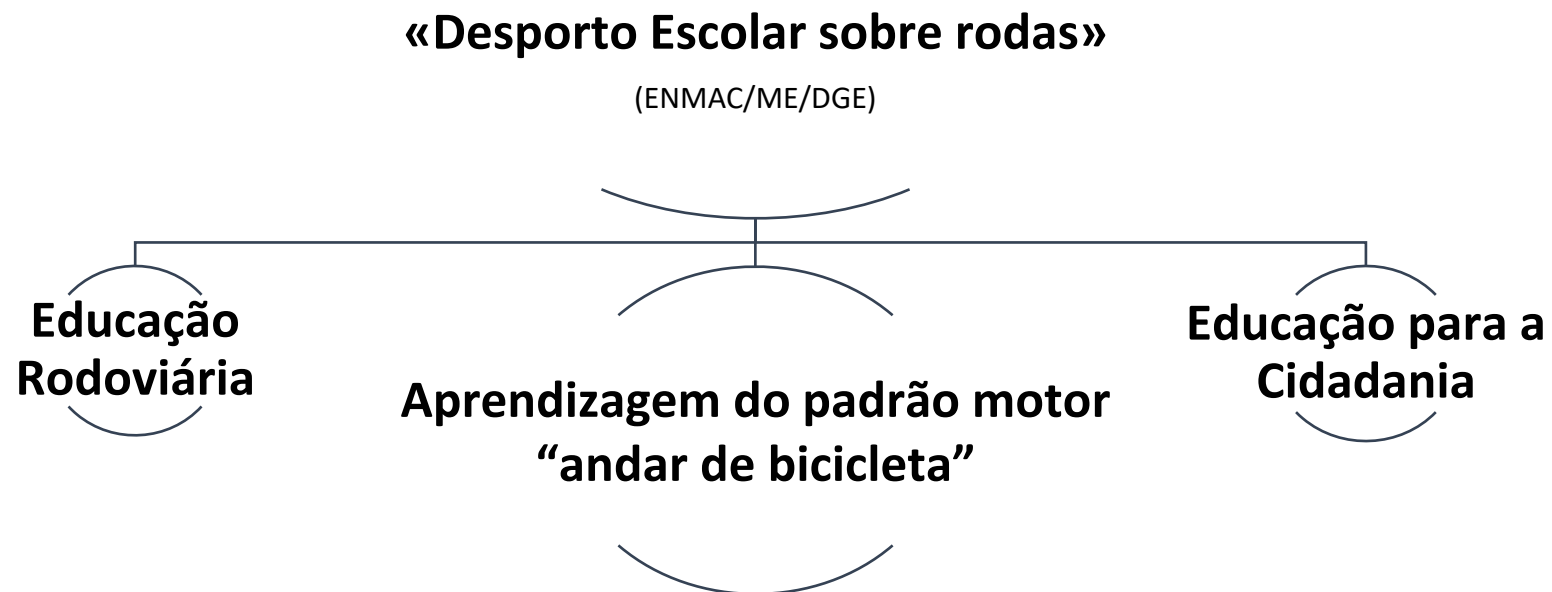 «Desporto Escolar sobre rodas»
(ENMAC/ME/DGE)
Educação
Rodoviária
Aprendizagem do padrão motor
“andar de bicicleta”
Educação para a
Cidadania